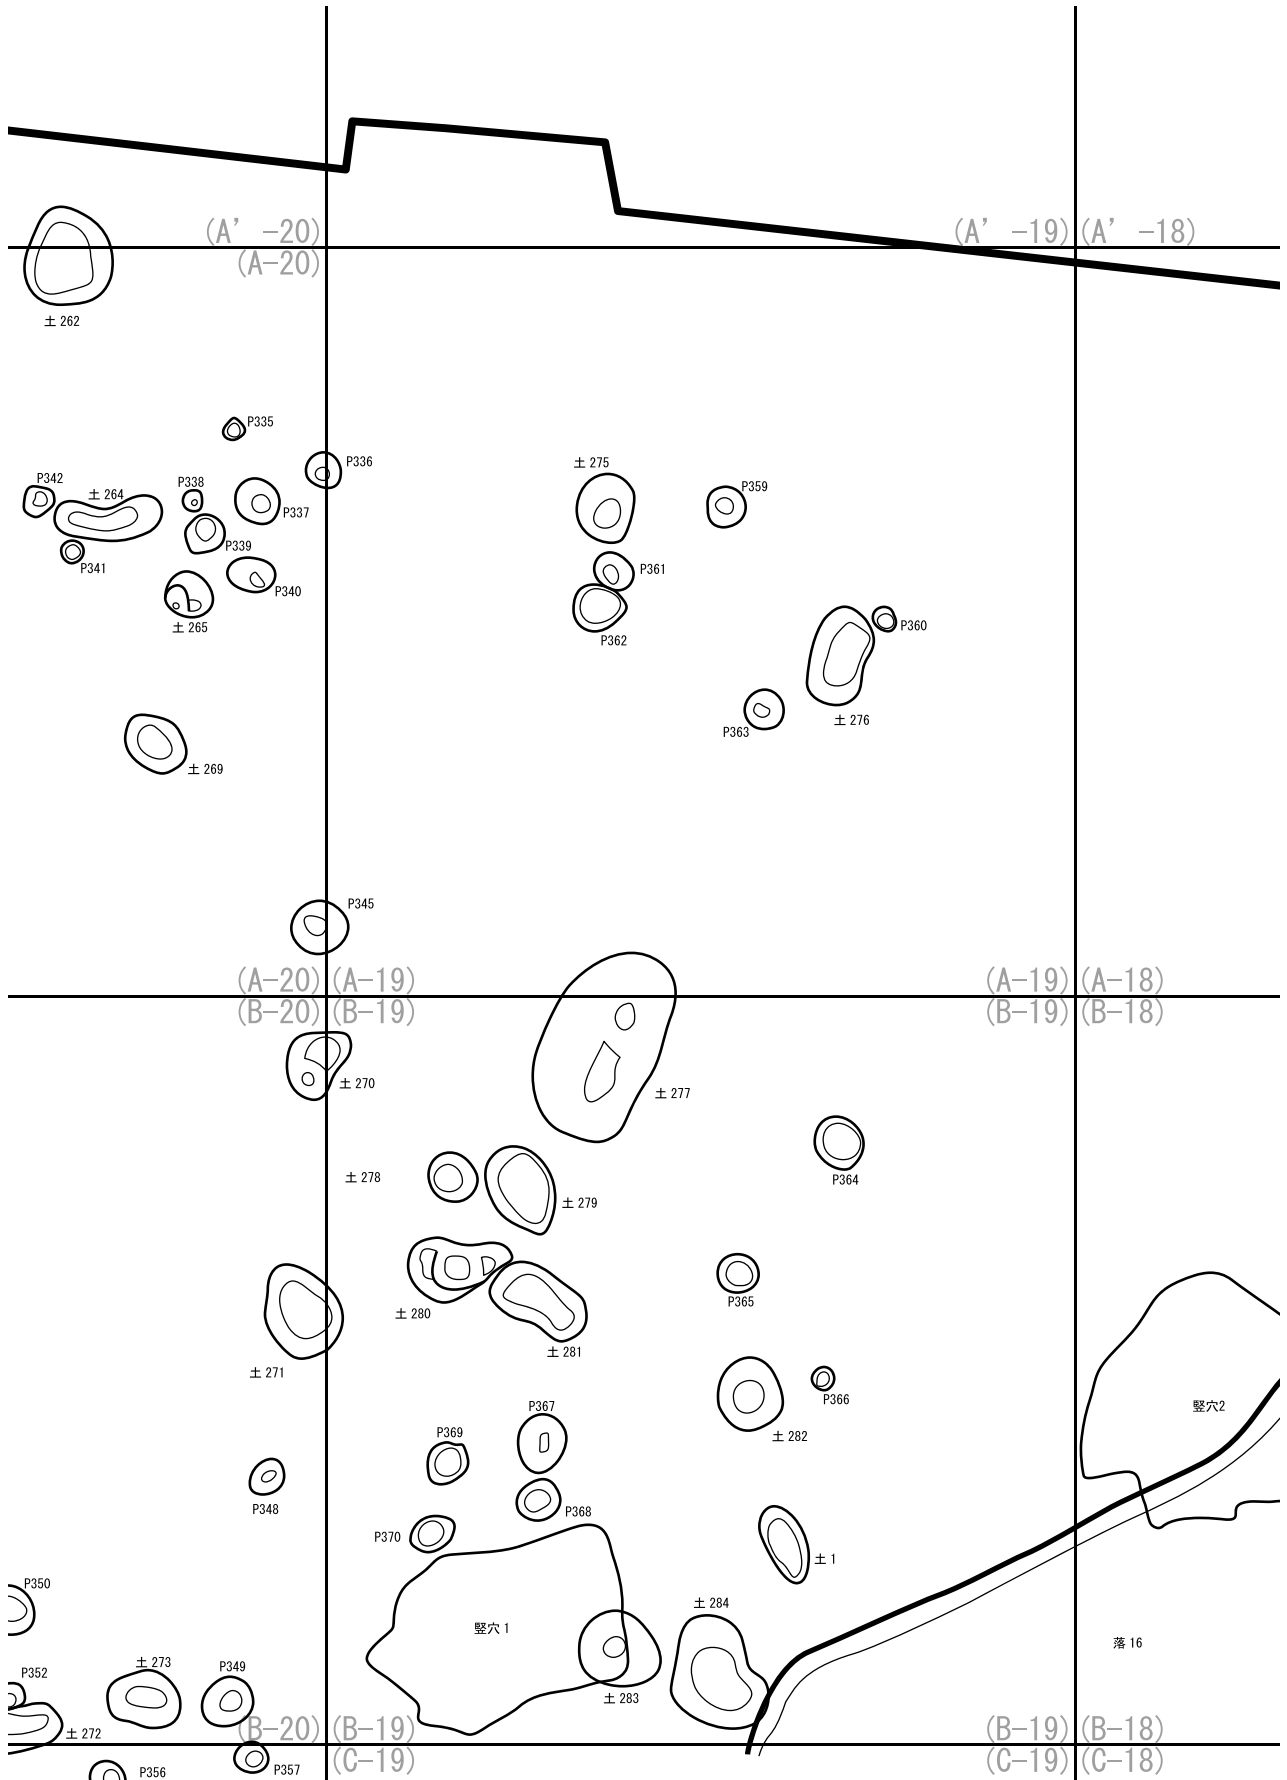 (A’ -20)
(A’ -19)
(A’ -18)
(A-20)
土 262
P335
P336
土 275
P342
P338
P359
土 264
P337
P339
P341
P361
P340
土 265
P360
P362
土 276
P363
土 269
P345
(A-20)
(A-19)
(A-19)
(A-18)
(B-20)
(B-19)
(B-19)
(B-18)
土 270
土 277
土 278
P364
土 279
P365
土 280
土 281
土 271
P366
P367
竪穴2
P369
土 282
P348
P368
P370
土 1
P350
土 284
竪穴 1
落 16
土 273
P349
P352
土 283
土 272
(B-20)
(B-19)
(B-19)
(B-18)
(C-19)
(C-19)
(C-18)
P357
P356